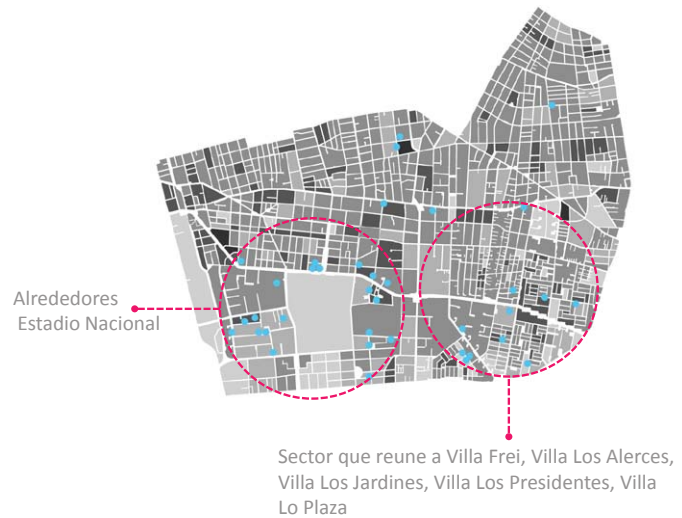 Alrededores
Estadio Nacional
Sector que reune a Villa Frei, Villa Los Alerces,
Villa Los Jardines, Villa Los Presidentes, Villa
Lo Plaza